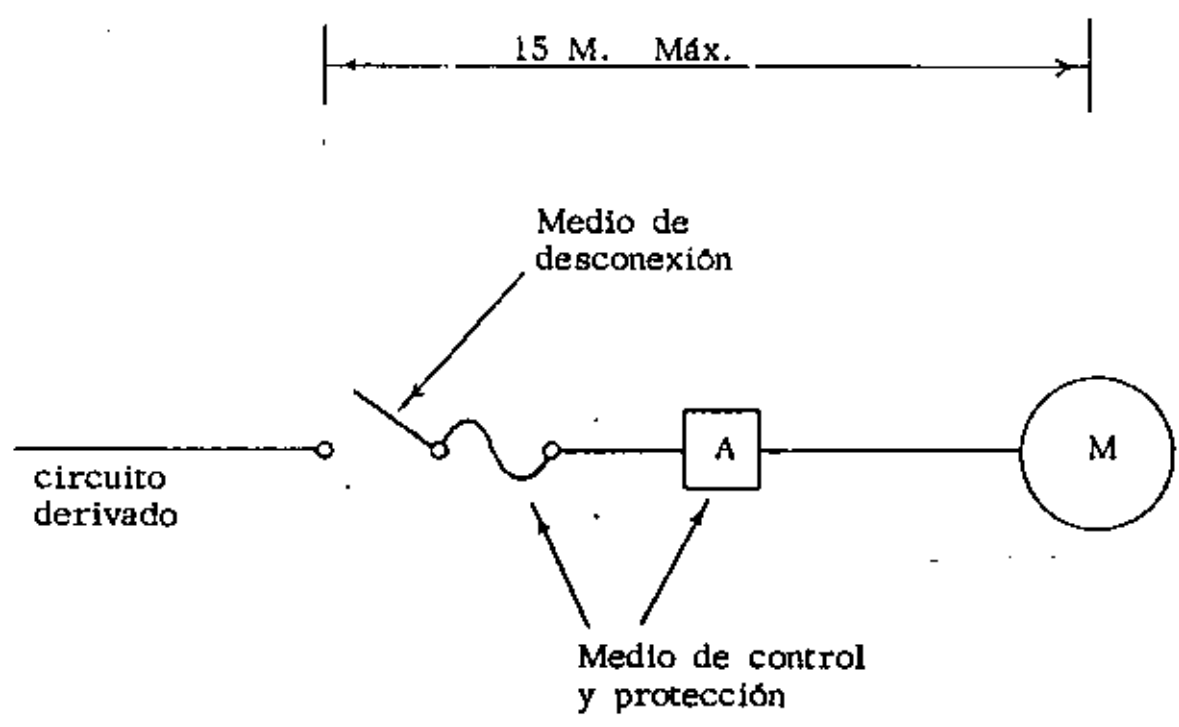 15 M. Máx.
Medio de
desconexión
circuito
derivado
A
M
Medio de control
y protección